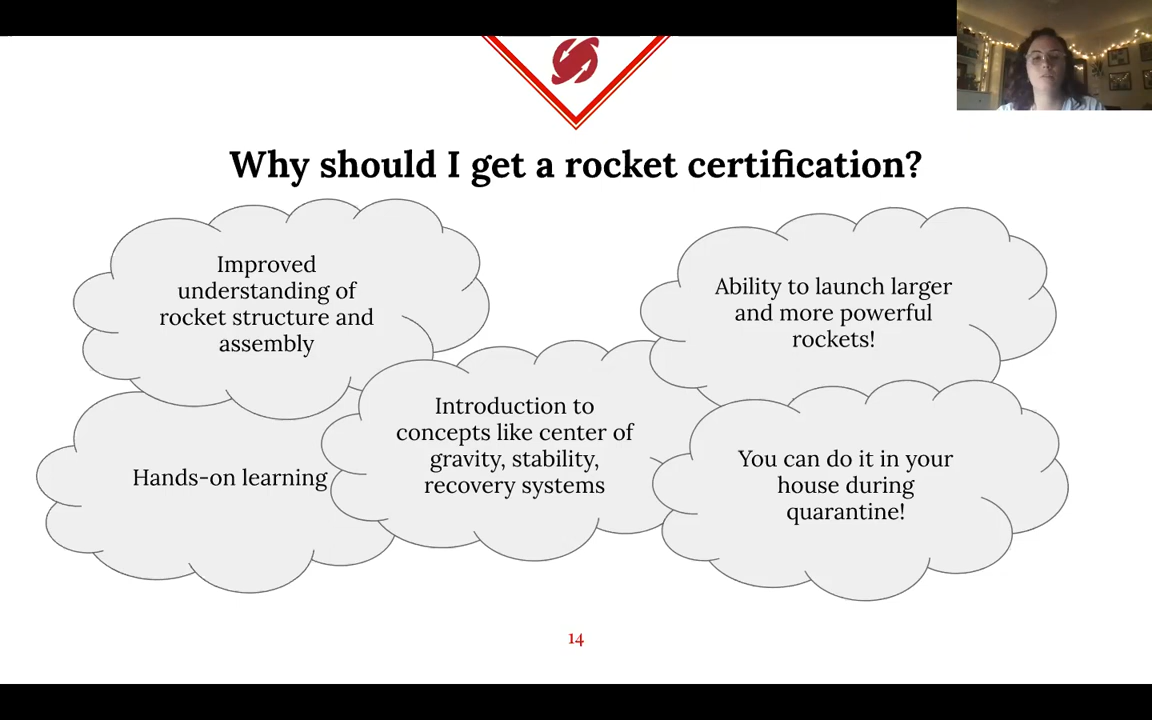 Why should I get a rocket certification?
Improved
understanding of
rocket structure and
assembly
Ability to launch larger
and more powerful
rockets!
Hands-on learning
Introduction to
concepts like center of
gravity, stability,
recovery systems
You can do it in your
house during
quarantine!
14